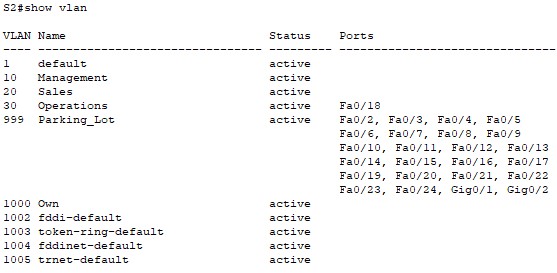 S2#show vlan
VLAN Name                             Status    Ports
---- -------------------------------- --------- -------------------------------
1    default                          active
10   Management                       active
20   Sales                            active
30   Operations                       active    Fa0/18
999  Parking_Lot                      active    Fa0/2, Fa0/3, Fa0/4, Fa0/5
                                                Fa0/6, Fa0/7, Fa0/8, Fa0/9
                                                Fa0/10, Fa0/11, Fa0/12, Fa0/13
                                                Fa0/14, Fa0/15, Fa0/16, Fa0/17
                                                Fa0/19, Fa0/20, Fa0/21, Fa0/22
                                                Fa0/23, Fa0/24, Gig0/1, Gig0/2
1000 Own                              active
1002 fddi-default                     active
1003 token-ring-default               active
1004 fddinet-default                  active
1005 trnet-default                    active